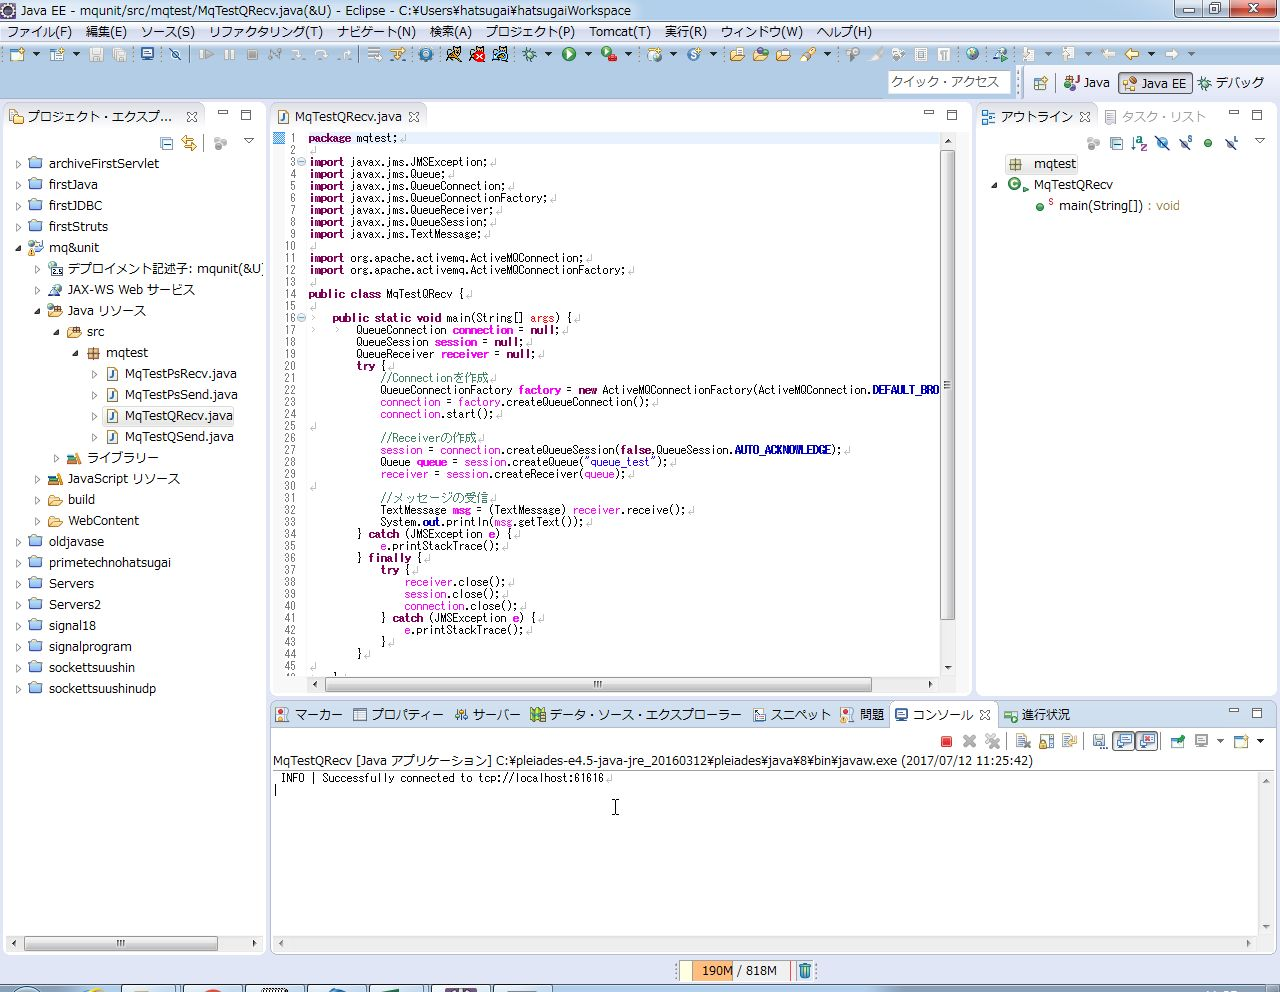 Java EE - mqunit/src/mqtest/MqTestQRecv.java(&U) - Eclipse - C:¥Users¥hatsugai¥hatsugaiWorkspace
ファイル(F) 編集(E) ソース(S) リファクタリング(T) ナビゲート(N) 検索(A) プロジェクト(P) Tomcat(T) 実行(R) ウィンドウ(W) ヘルプ(H)
クイック・アクセス Java Java EE デバッグ
プロジェクト・エクスプ...
archiveFirstServlet
firstJava
firstJDBC
firstStruts
mq&unit
デプロイメント記述子: mqunit(&U)
JAX-WS Web サービス
Java リソース
src
mqtest
MqTestPsRecv.java
MqTestPsSend.java
MqTestQRecv.java
MqTestQSend.java
ライブラリー
JavaScript リソース
build
WebContent
oldjavase
primetechnohatsugai
Servers
Servers2
signal18
signalprogram
sockettsuushin
sockettsuushinudp
MqTestQRecv.java
1 package mqtest;
2
3 import javax.jms.JMSException;
4 import javax.jms.Queue;
5 import javax.jms.QueueConnection;
6 import javax.jms.QueueConnectionFactory;
7 import javax.jms.QueueReceiver;
8 import javax.jms.QueueSession;
9 import javax.jms.TextMessage;
10
11 import org.apache.activemq.ActiveMQConnection;
12 import org.apache.activemq.ActiveMQConnectionFactory;
13
14 public class MqTestQRecv {
15
16 public static void main(String[] args) {
17 QueueConnection connection = null;
18 QueueSession session = null;
19 QueueReceiver receiver = null;
20 try {
21 //Connectionを作成
22 QueueConnectionFactory factory = new ActiveMQConnectionFactory(ActiveMQConnection.DEFAULT_BRO
23 connection = factory.createQueueConnection();
24 connection.start();
25
26 //Receiverの作成
27 session = connection.createQueueSession(false,QueueSession.AUTO_ACKNOWLEDGE);
28 Queue queue = session.createQueue("queue_test");
29 receiver = session.createReceiver(queue);
30
31 //メッセージの受信
32 TextMessage msg = (TextMessage) receiver.receive();
33 System.out.println(msg.getText());
34 } catch (JMSException e) {
35 e.printStackTrace();
36 } finally {
37 try {
38 receiver.close();
39 session.close();
40 connection.close();
41 } catch (JMSException e) {
42 e.printStackTrace();
43 }
44 }
45
アウトライン タスク・リスト
mqtest
MqTestQRecv
main(String[]) : void
マーカー プロパティー サーバー データ・ソース・エクスプローラー スニペット 問題 コンソール 進行状況
MqTestQRecv [Java アプリケーション] C:¥pleiades-e4.5-java-jre_20160312¥pleiades¥java¥8¥bin¥javaw.exe (2017/07/12 11:25:42)
INFO | Successfully connected to tcp://localhost:61616
190M / 818M